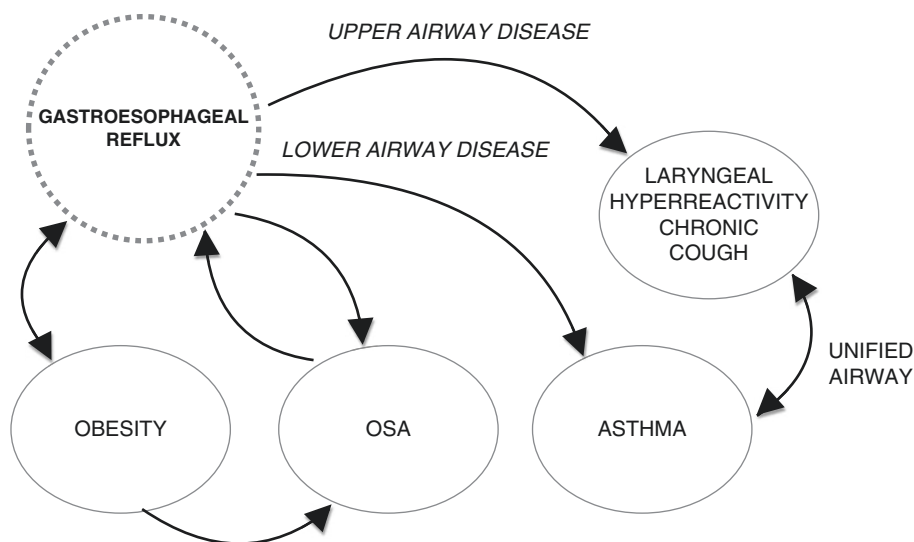 UPPER AIRWAY DISEASE
GASTROESOPHAGEAL
REFLUX
LOWER AIRWAY DISEASE
LARYNGEAL
HYPERREACTIVITY
CHRONIC
COUGH
UNIFIED
AIRWAY
OBESITY
OSA
ASTHMA